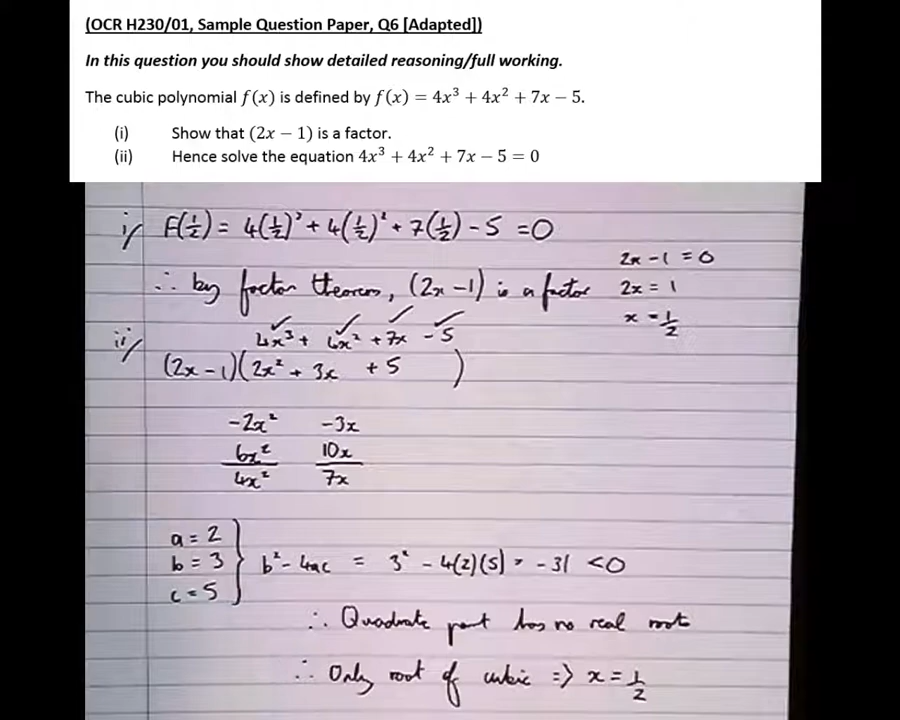 (OCR H230/01, Sample Question Paper, Q6 [Adapted])
In this question you should show detailed reasoning/full working.
The cubic polynomial f(x) is defined by f(x) = 4x³ + 4x² + 7x − 5.
(i) Show that (2x − 1) is a factor.
(ii) Hence solve the equation 4x³ + 4x² + 7x − 5 = 0
i/ F(1/2) = 4(1/2)³ + 4(1/2)² + 7(1/2) - 5 = 0
2x - 1 = 0
∴ by factor theorem, (2x - 1) is a factor
2x = 1
x = 1/2
ii/ 4x³ + 4x² + 7x - 5
(2x - 1)(2x² + 3x + 5 )
-2x² -3x
6x² 10x
4x² 7x
a = 2
b = 3 } b² - 4ac = 3² - 4(2)(5) = -31 < 0
c = 5
∴ Quadratic part has no real roots
∴ Only root of cubic => x = 1/2